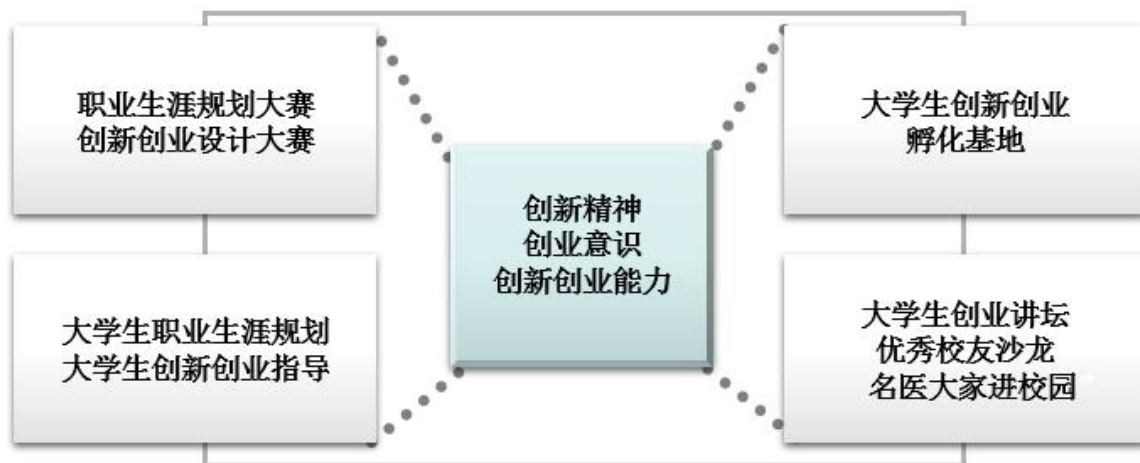 职业生涯规划大赛
创新创业设计大赛
大学生创新创业
孵化基地
创新精神
创业意识
创新创业能力
大学生职业生涯规划
大学生创新创业指导
大学生创业讲坛
优秀校友沙龙
名医大家进校园